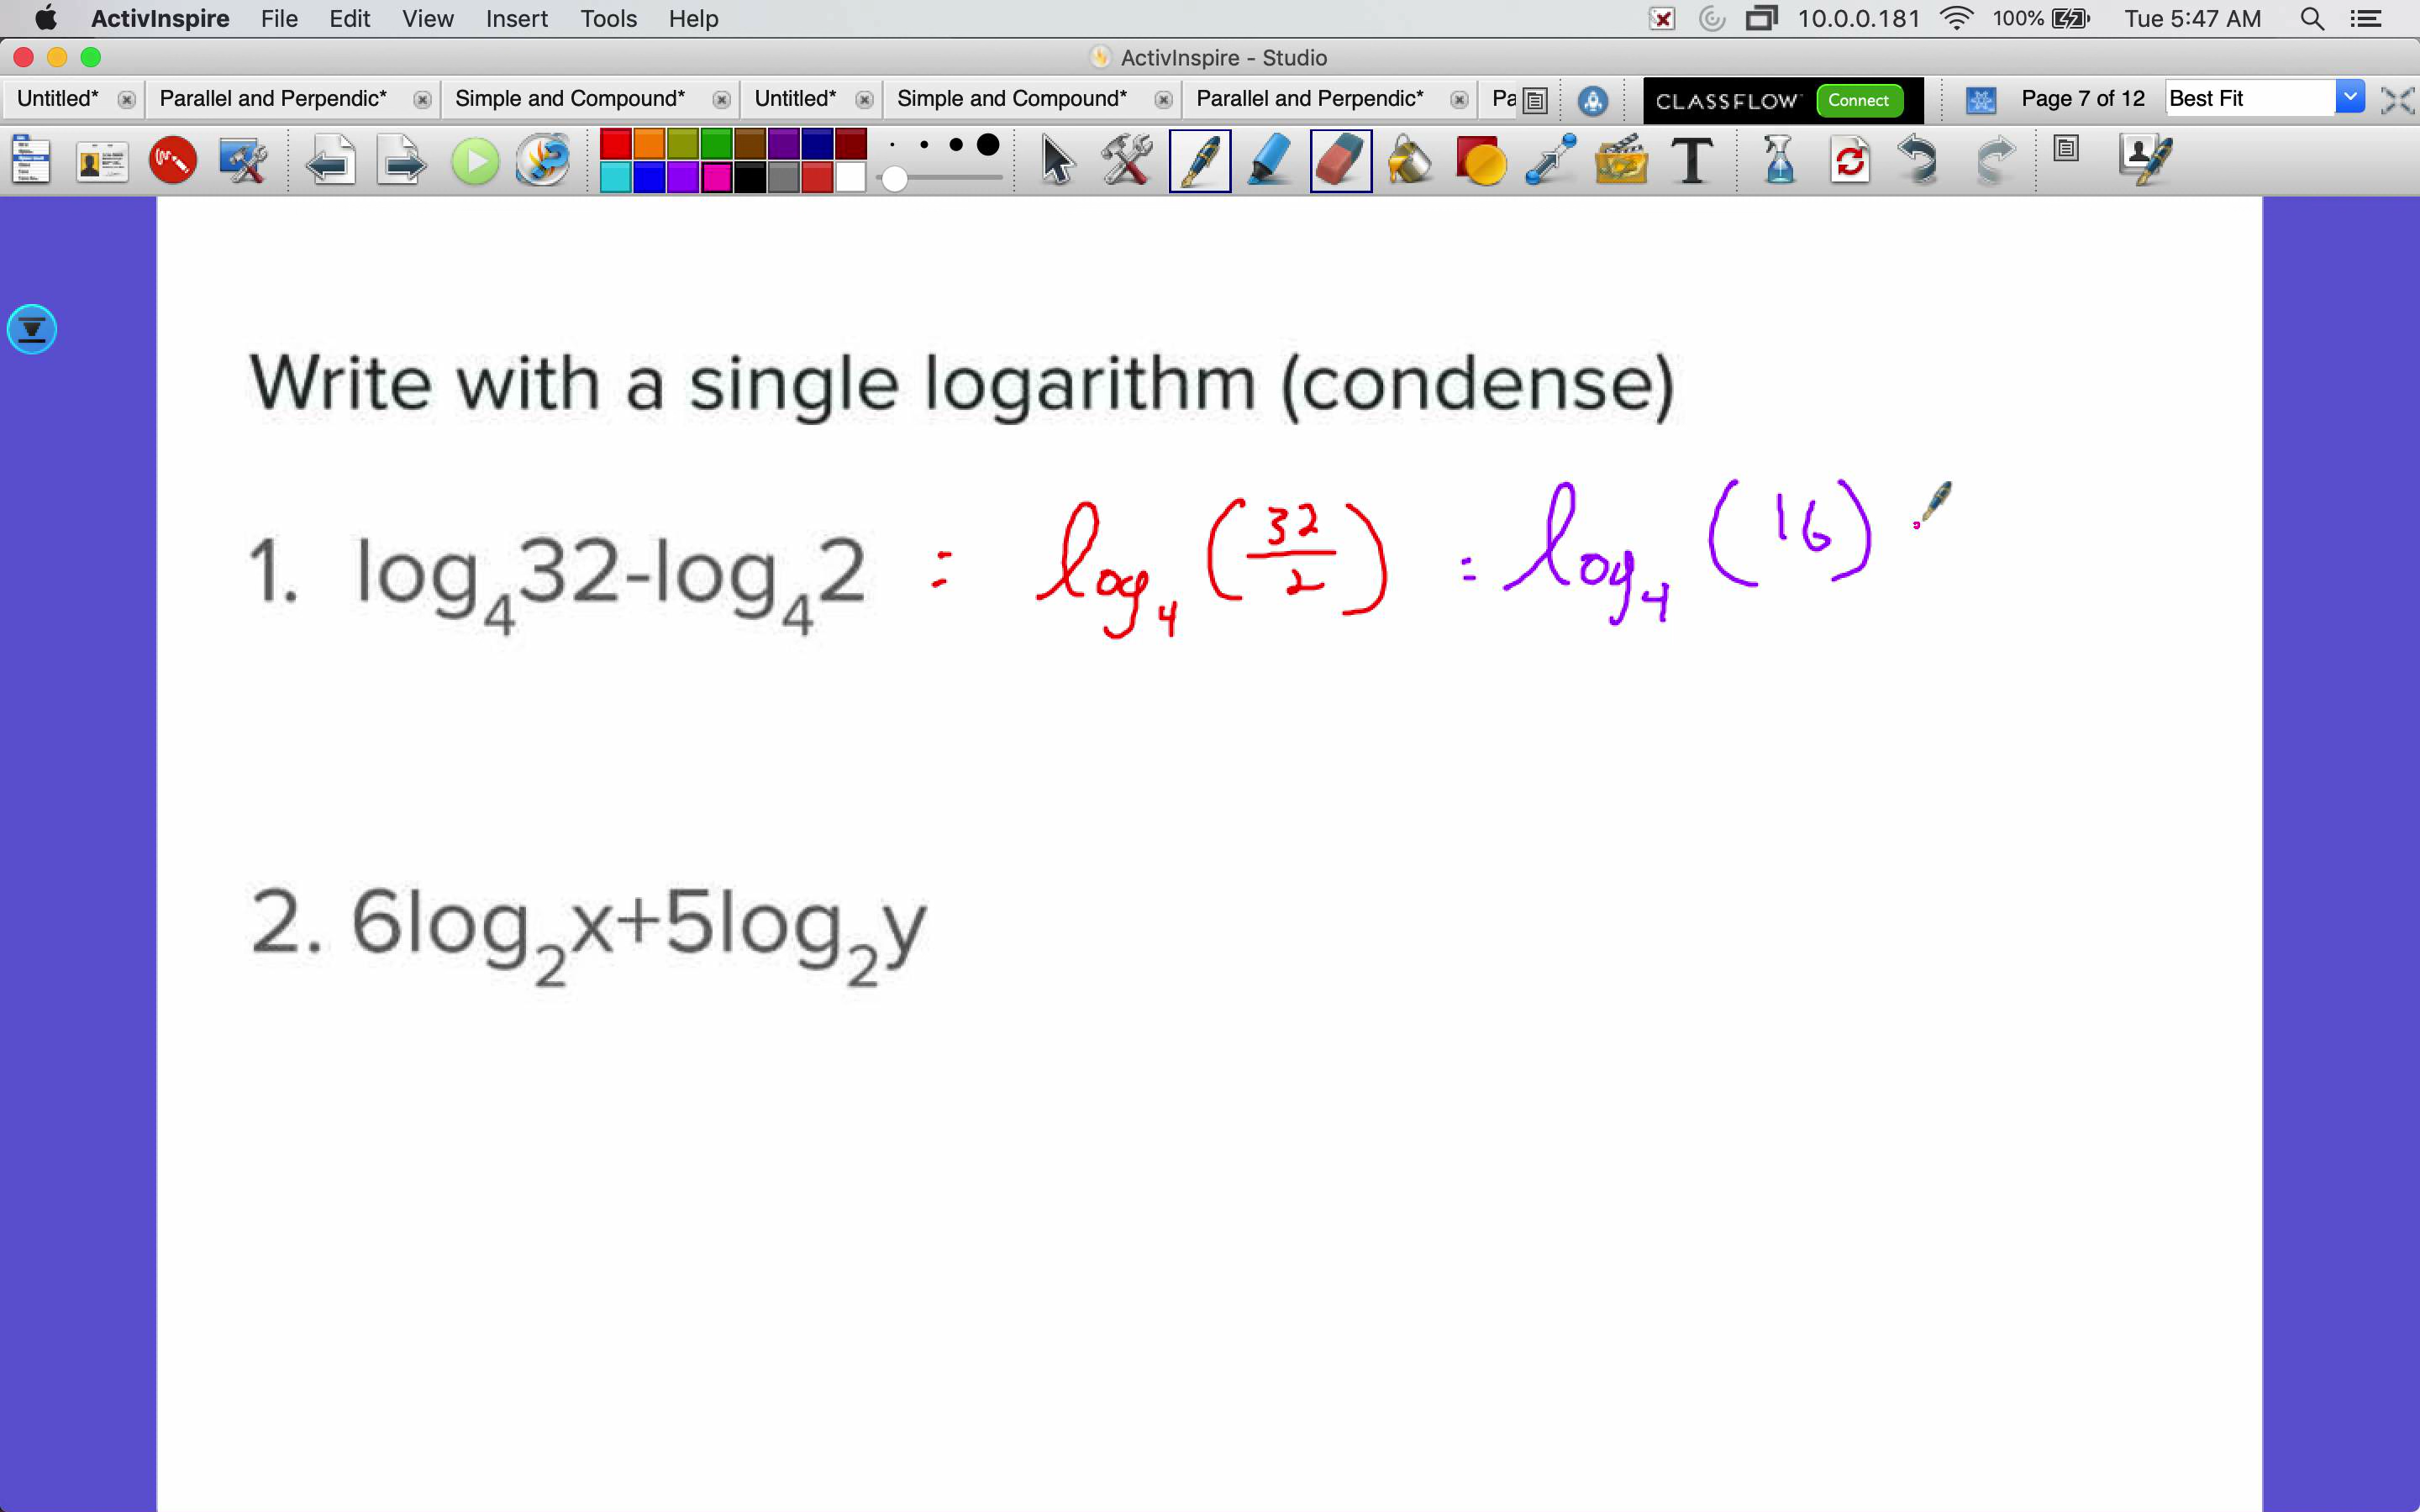 ActivInspire File Edit View Insert Tools Help 10.0.0.181 100% Tue 5:47 AM
ActivInspire - Studio
Untitled* Parallel and Perpendic* Simple and Compound* Untitled* Simple and Compound* Parallel and Perpendic* Pa CLASSFLOW Connect Page 7 of 12 Best Fit
T
Write with a single logarithm (condense)
1. log₄32-log₄2 = log₄ (32/2) = log₄ (16)
2. 6log₂x+5log₂y